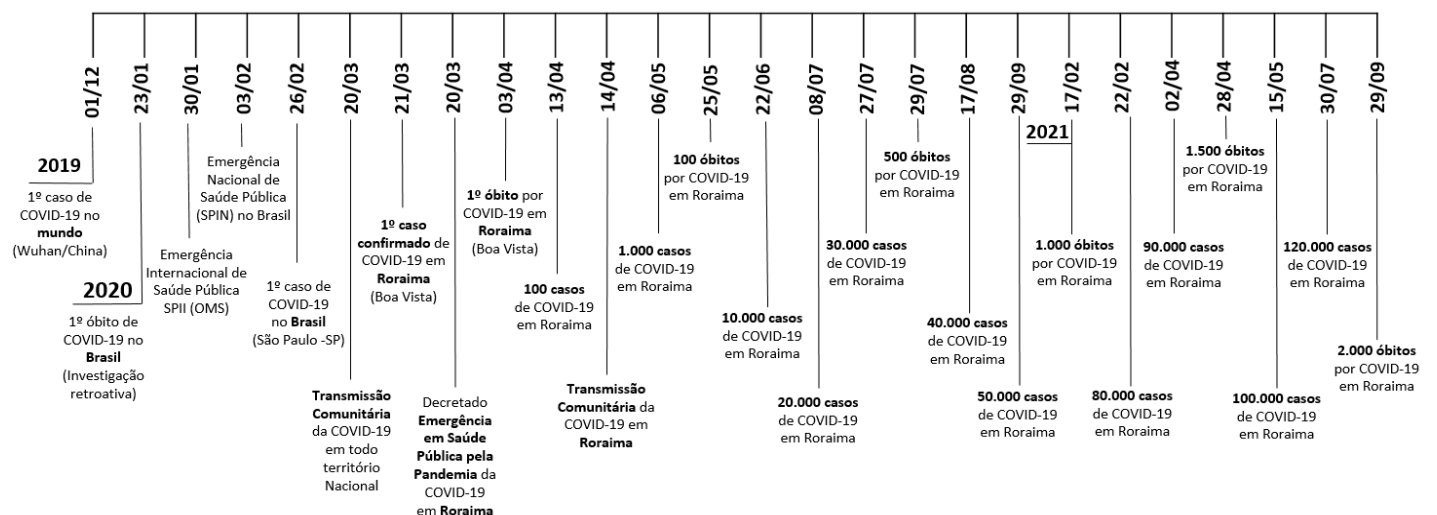 01/12
23/01
30/01
03/02
26/02
20/03
21/03
20/03
03/04
13/04
14/04
06/05
25/05
22/06
08/07
27/07
29/07
17/08
29/09
17/02
22/02
02/04
28/04
15/05
30/07
29/09
2019
1º caso de
COVID-19 no
mundo
(Wuhan/China)
2020
1º óbito de
COVID-19 no
Brasil
(Investigação
retroativa)
Emergência
Internacional de
Saúde Pública
SPII (OMS)
Emergência
Nacional de
Saúde Pública
(SPIN) no Brasil
1º caso de
COVID-19
no Brasil
(São Paulo -SP)
Transmissão
Comunitária
da COVID-19
em todo
território
Nacional
1º caso
confirmado de
COVID-19 em
Roraima
(Boa Vista)
Decretado
Emergência
em Saúde
Pública pela
Pandemia da
COVID-19
em Roraima
1º óbito por
COVID-19 em
Roraima
(Boa Vista)
100 casos
de COVID-19
em Roraima
Transmissão
Comunitária da
COVID-19 em
Roraima
1.000 casos
de COVID-19
em Roraima
100 óbitos
por COVID-19
em Roraima
10.000 casos
de COVID-19
em Roraima
20.000 casos
de COVID-19
em Roraima
30.000 casos
de COVID-19
em Roraima
500 óbitos
por COVID-19
em Roraima
40.000 casos
de COVID-19
em Roraima
50.000 casos
de COVID-19
em Roraima
2021
1.000 óbitos
por COVID-19
em Roraima
80.000 casos
de COVID-19
em Roraima
90.000 casos
de COVID-19
em Roraima
1.500 óbitos
por COVID-19
em Roraima
100.000 casos
de COVID-19
em Roraima
120.000 casos
de COVID-19
em Roraima
2.000 óbitos
por COVID-19
em Roraima